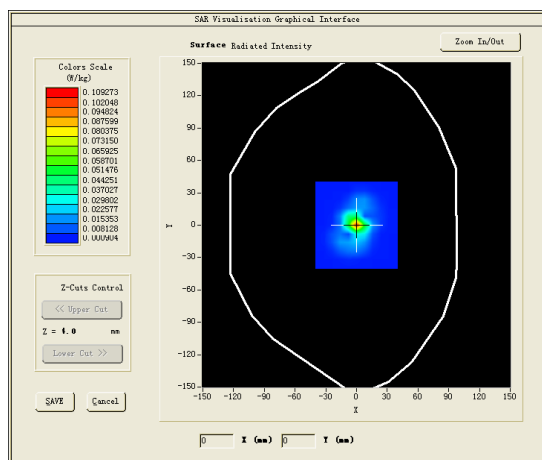 SAR Visualisation Graphical Interface
Surface Radiated Intensity
Zoom In/Out
Colors Scale
(W/kg)
0.109273
0.102048
0.094824
0.087599
0.080375
0.073150
0.065925
0.058701
0.051476
0.044251
0.037027
0.029802
0.022577
0.015353
0.008128
0.000904
150
120
90
60
30
0
-30
-60
-90
-120
-150
Y
-150 -120 -90 -60 -30 0 30 60 90 120 150
X
Z-Cuts Control
<< Upper Cut
Z = 4.0 mm
Lower Cut >>
SAVE
Cancel
0 X (mm) 0 Y (mm)